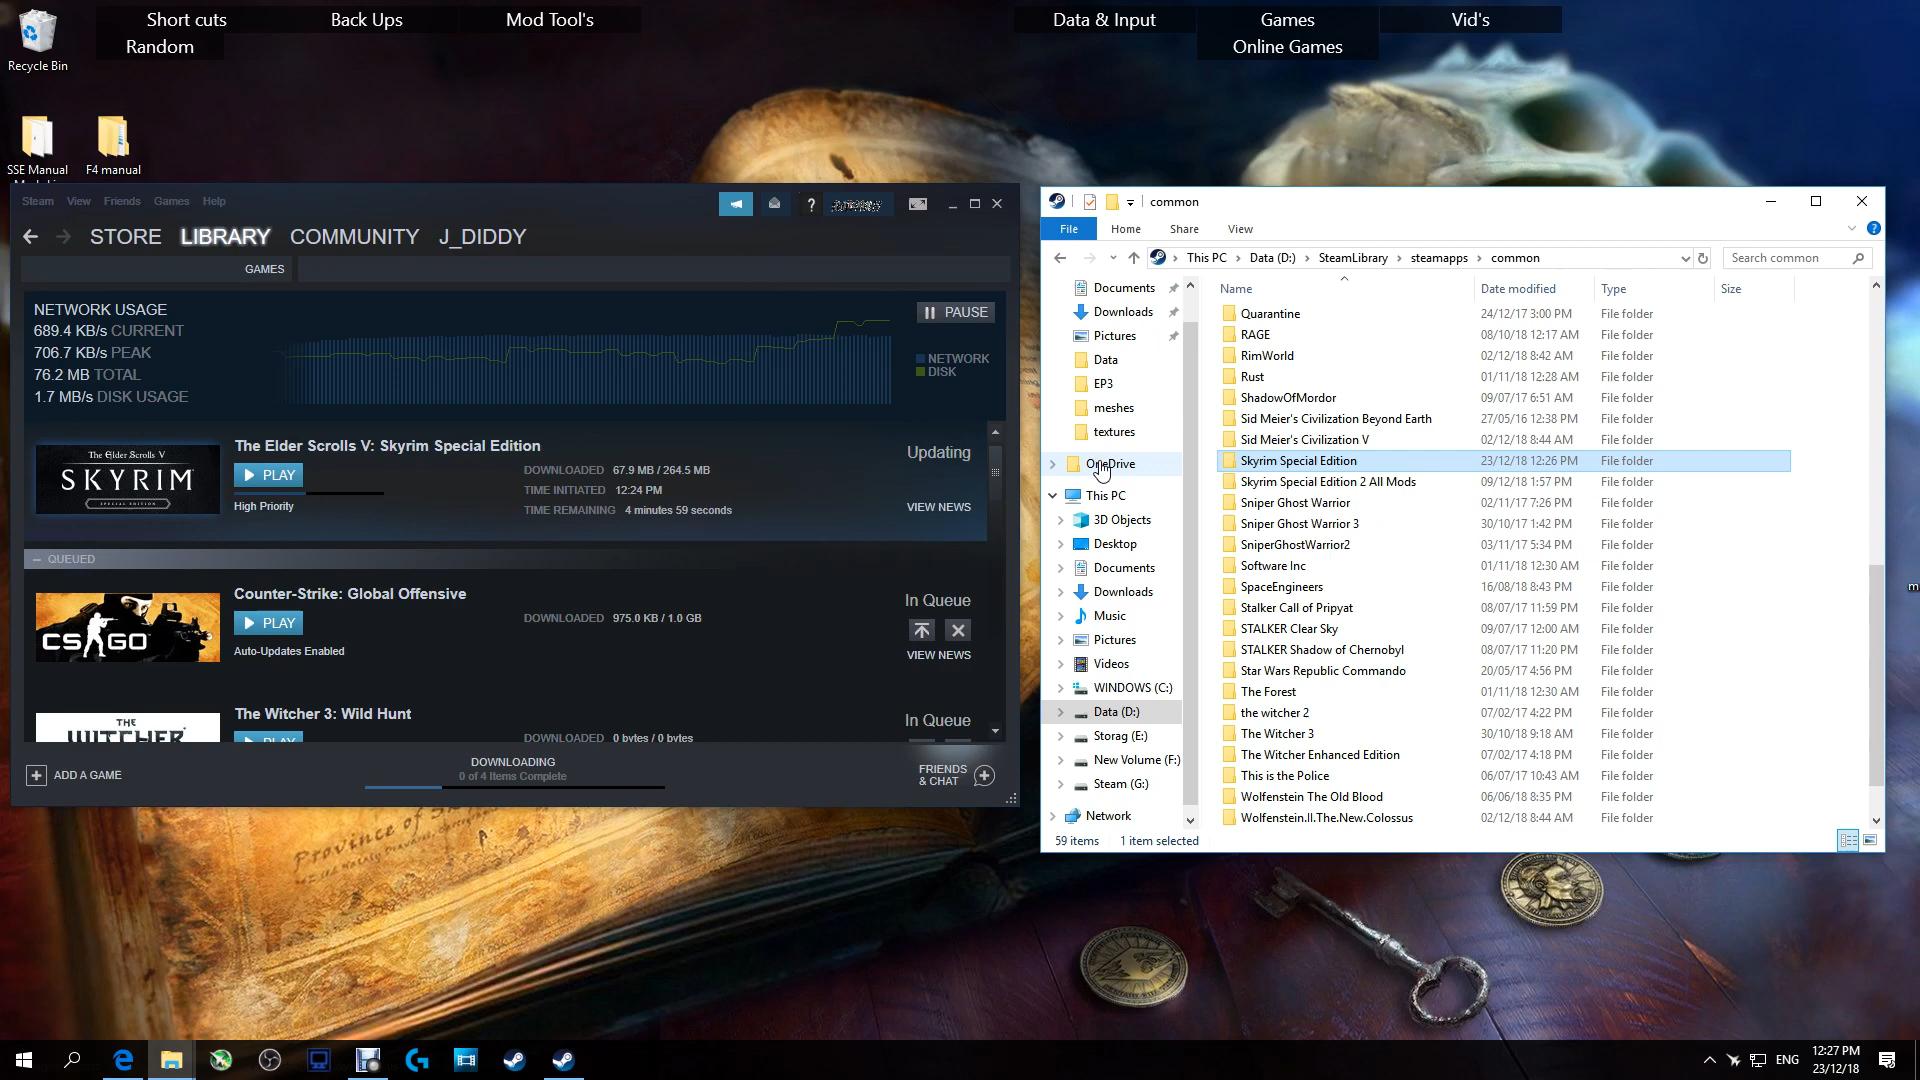 Short cuts
Back Ups
Mod Tool's
Random
Data & Input
Games
Vid's
Online Games
Recycle Bin
SSE Manual
F4 manual
Steam View Friends Games Help
?
STORE LIBRARY COMMUNITY J_DIDDY
GAMES
NETWORK USAGE
689.4 KB/s CURRENT
706.7 KB/s PEAK
76.2 MB TOTAL
1.7 MB/s DISK USAGE
PAUSE
NETWORK
DISK
The Elder Scrolls V
SKYRIM
SPECIAL EDITION
The Elder Scrolls V: Skyrim Special Edition
PLAY
High Priority
DOWNLOADED 67.9 MB / 264.5 MB
TIME INITIATED 12:24 PM
TIME REMAINING 4 minutes 59 seconds
Updating
VIEW NEWS
QUEUED
CS GO
Counter-Strike: Global Offensive
PLAY
Auto-Updates Enabled
DOWNLOADED 975.0 KB / 1.0 GB
In Queue
VIEW NEWS
THE
WITCHER
The Witcher 3: Wild Hunt
PLAY
DOWNLOADED 0 bytes / 0 bytes
In Queue
ADD A GAME
DOWNLOADING
0 of 4 Items Complete
FRIENDS
& CHAT
common
File Home Share View
This PC > Data (D:) > SteamLibrary > steamapps > common
Search common
Documents
Downloads
Pictures
Data
EP3
meshes
textures
OneDrive
This PC
3D Objects
Desktop
Documents
Downloads
Music
Pictures
Videos
WINDOWS (C:)
Data (D:)
Storag (E:)
New Volume (F:)
Steam (G:)
Network
Name Date modified Type Size
Quarantine 24/12/17 3:00 PM File folder
RAGE 08/10/18 12:17 AM File folder
RimWorld 02/12/18 8:42 AM File folder
Rust 01/11/18 12:28 AM File folder
ShadowOfMordor 09/07/17 6:51 AM File folder
Sid Meier's Civilization Beyond Earth 27/05/16 12:38 PM File folder
Sid Meier's Civilization V 02/12/18 8:44 AM File folder
Skyrim Special Edition 23/12/18 12:26 PM File folder
Skyrim Special Edition 2 All Mods 09/12/18 1:57 PM File folder
Sniper Ghost Warrior 02/11/17 7:26 PM File folder
Sniper Ghost Warrior 3 30/10/17 1:42 PM File folder
SniperGhostWarrior2 03/11/17 5:34 PM File folder
Software Inc 01/11/18 12:30 AM File folder
SpaceEngineers 16/08/18 8:43 PM File folder
Stalker Call of Pripyat 08/07/17 11:59 PM File folder
STALKER Clear Sky 09/07/17 12:00 AM File folder
STALKER Shadow of Chernobyl 08/07/17 11:20 PM File folder
Star Wars Republic Commando 20/05/17 4:56 PM File folder
The Forest 01/11/18 12:30 AM File folder
the witcher 2 07/02/17 4:22 PM File folder
The Witcher 3 30/10/18 9:18 AM File folder
The Witcher Enhanced Edition 07/02/17 4:18 PM File folder
This is the Police 06/07/17 10:43 AM File folder
Wolfenstein The Old Blood 06/06/18 8:35 PM File folder
Wolfenstein.II.The.New.Colossus 02/12/18 8:44 AM File folder
59 items 1 item selected
Province of
ENG
12:27 PM
23/12/18